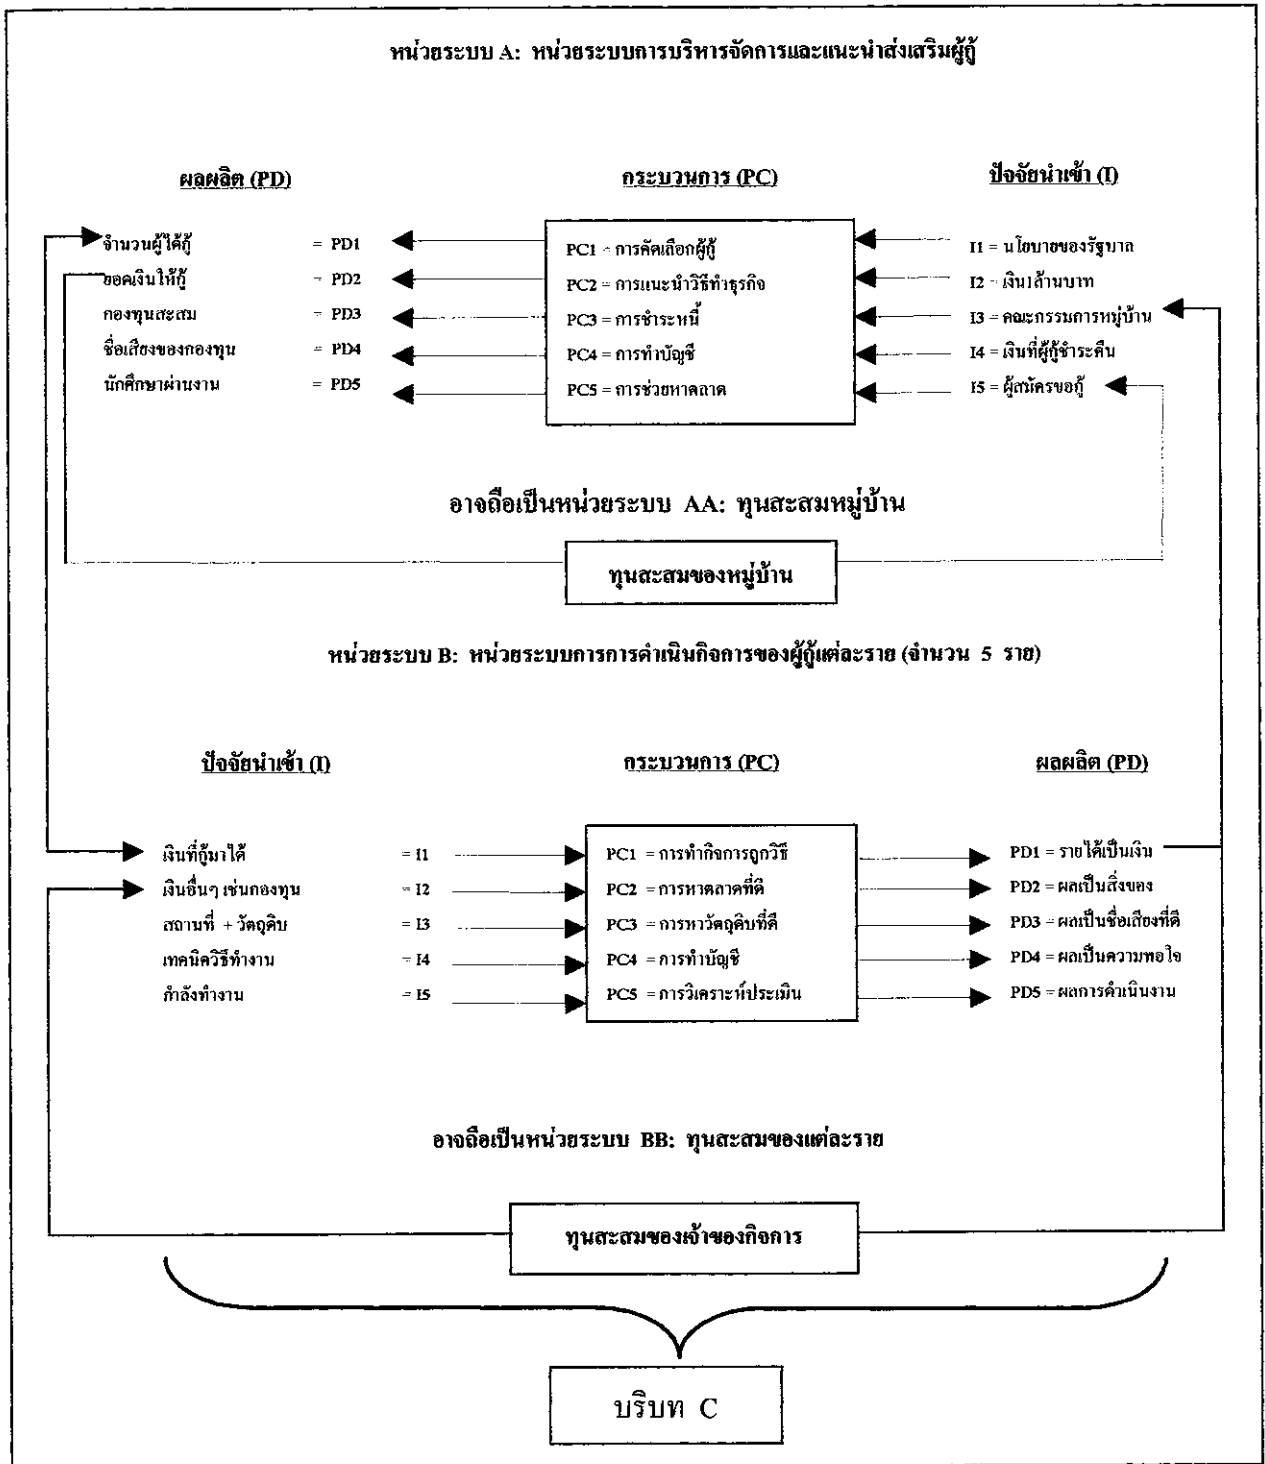 หน่วยระบบ A: หน่วยระบบการบริหารจัดการและแนะนำส่งเสริมผู้กู้
ผลผลิต (PD) กระบวนการ (PC) ปัจจัยนำเข้า (I)
จำนวนผู้ได้กู้ = PD1 PC1 = การคัดเลือกผู้กู้ I1 = นโยบายของรัฐบาล
ยอดเงินให้กู้ = PD2 PC2 = การแนะนำวิธีทำธุรกิจ I2 = เงิน1ล้านบาท
กองทุนสะสม = PD3 PC3 = การชำระหนี้ I3 = คณะกรรมการหมู่บ้าน
ชื่อเสียงของกองทุน = PD4 PC4 = การทำบัญชี I4 = เงินที่ผู้กู้ชำระคืน
นักศึกษาผ่านงาน = PD5 PC5 = การช่วยหาตลาด I5 = ผู้สมัครขอกู้
อาจถือเป็นหน่วยระบบ AA: ทุนสะสมหมู่บ้าน
ทุนสะสมของหมู่บ้าน
หน่วยระบบ B: หน่วยระบบการการดำเนินกิจการของผู้กู้แต่ละราย (จำนวน 5 ราย)
ปัจจัยนำเข้า (I) กระบวนการ (PC) ผลผลิต (PD)
เงินที่กู้มาได้ = I1 PC1 = การทำกิจการถูกวิธี PD1 = รายได้เป็นเงิน
เงินอื่นๆ เช่นกองทุน = I2 PC2 = การหาตลาดที่ดี PD2 = ผลเป็นสิ่งของ
สถานที่ + วัตถุดิบ = I3 PC3 = การหาวัตถุดิบที่ดี PD3 = ผลเป็นชื่อเสียงที่ดี
เทคนิควิธีทำงาน = I4 PC4 = การทำบัญชี PD4 = ผลเป็นความพอใจ
กำลังทำงาน = I5 PC5 = การวิเคราะห์ประเมิน PD5 = ผลการดำเนินงาน
อาจถือเป็นหน่วยระบบ BB: ทุนสะสมของแต่ละราย
ทุนสะสมของเจ้าของกิจการ
บริบท C